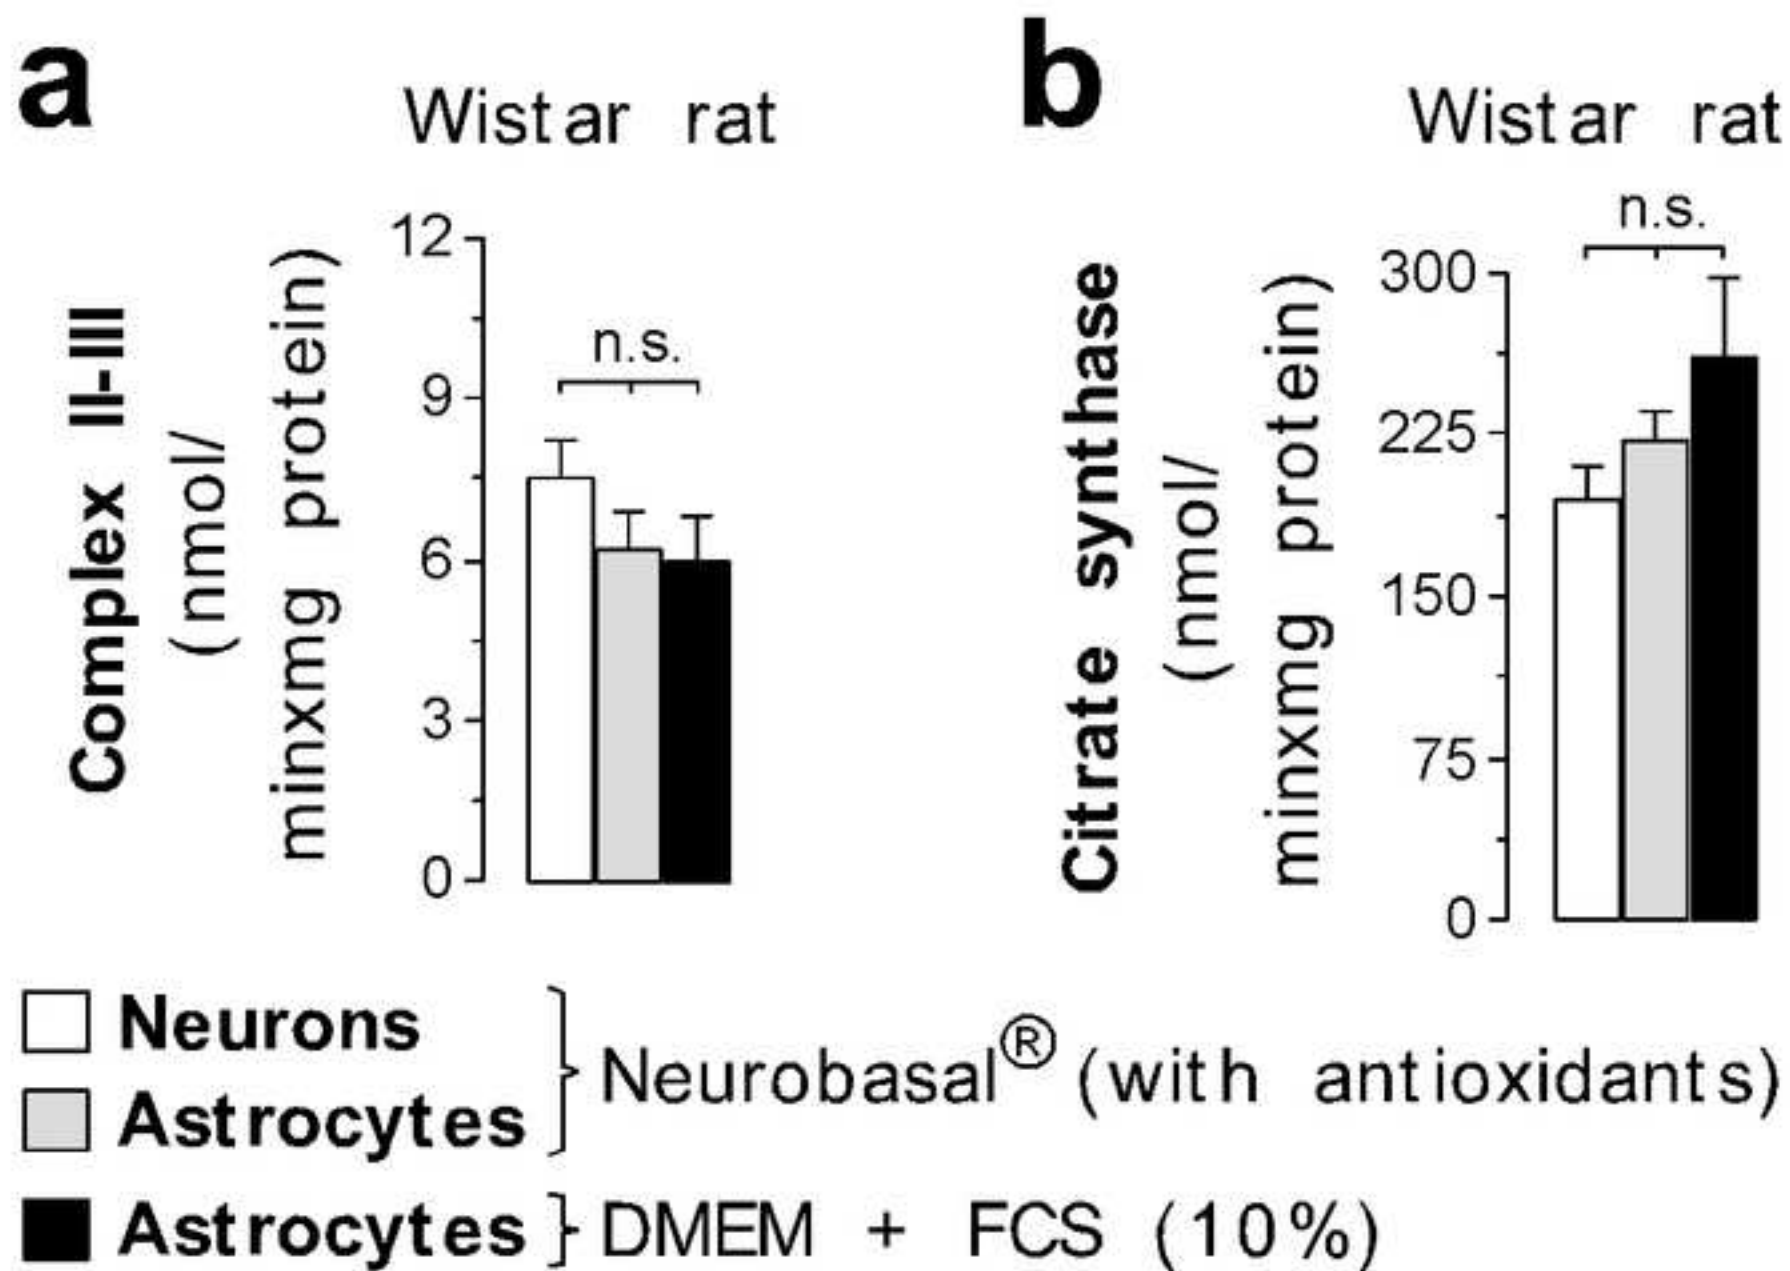 a
Wistar rat
Complex II-III
(nmol/
minxmg protein)
12
9
6
3
0
n.s.
b
Wistar rat
Citrate synthase
(nmol/
minxmg protein)
300
225
150
75
0
n.s.
Neurons
Astrocytes
Neurobasal® (with antioxidants)
Astrocytes DMEM + FCS (10%)